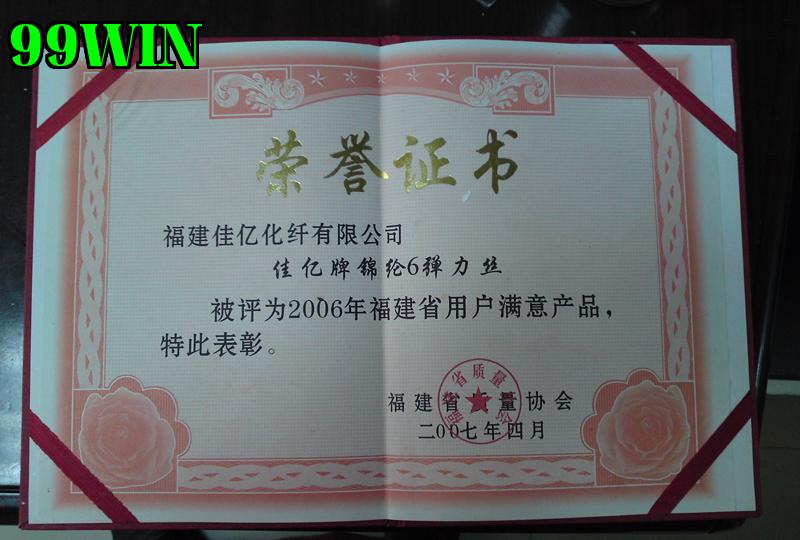 99WIN
荣誉证书
福建佳亿化纤有限公司
佳亿牌锦纶6弹力丝
被评为2006年福建省用户满意产品，
特此表彰。
福建省质量协会
二00七年四月